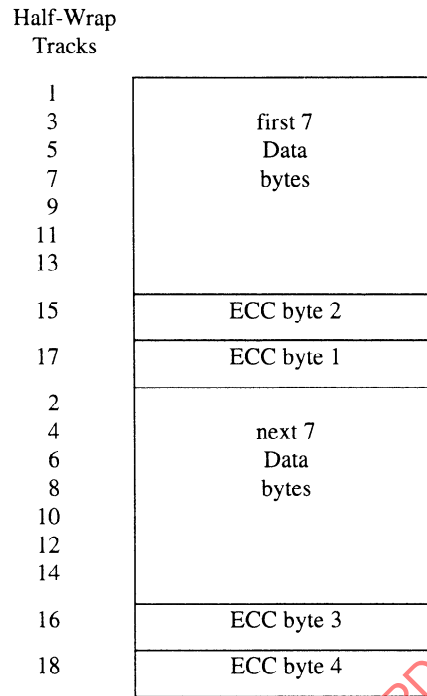 Half-Wrap
Tracks
1
3 first 7
5 Data
7 bytes
9
11
13
15 ECC byte 2
17 ECC byte 1
2
4 next 7
6 Data
8 bytes
10
12
14
16 ECC byte 3
18 ECC byte 4